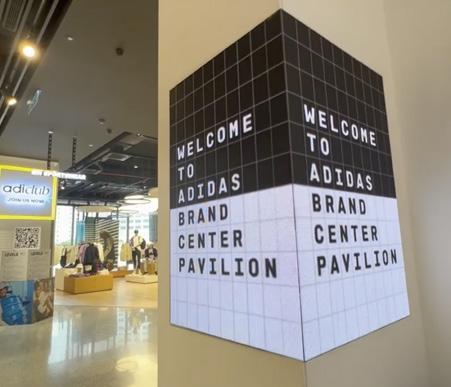 adiclub
JOIN US NOW
WELCOME
TO
ADIDAS
BRAND
CENTER
PAVILION
WELCOME
TO
ADIDAS
BRAND
CENTER
PAVILION